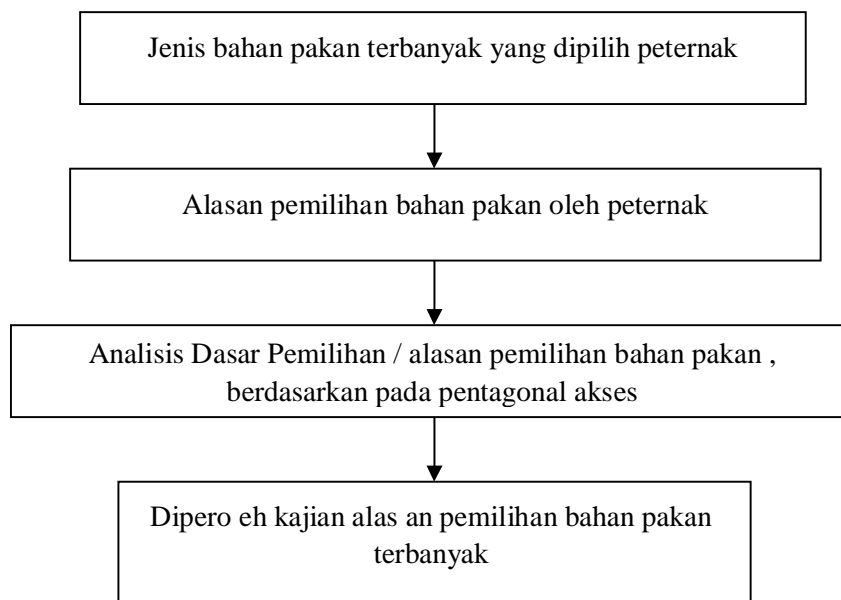 Jenis bahan pakan terbanyak yang dipilih peternak
Alasan pemilihan bahan pakan oleh peternak
Analisis Dasar Pemilihan / alasan pemilihan bahan pakan ,
berdasarkan pada pentagonal akses
Dipero eh kajian alas an pemilihan bahan pakan
terbanyak